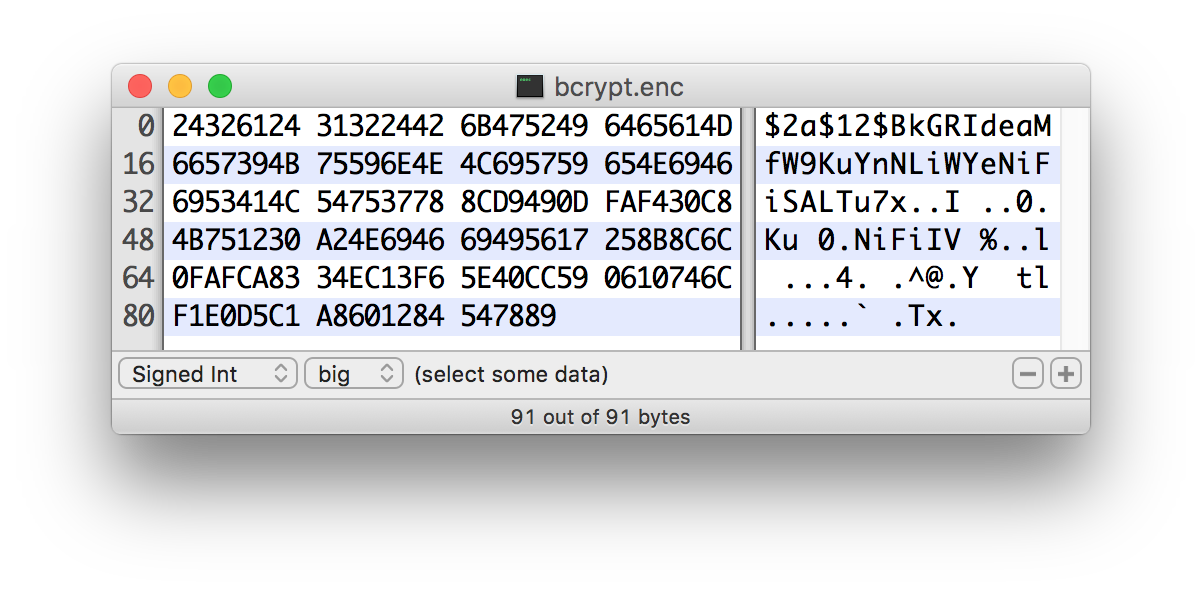 bcrypt.enc
0 24326124 31322442 6B475249 6465614D $2a$12$BkGRIdeaM
16 6657394B 75596E4E 4C695759 654E6946 fW9KuYnNLiWYeNiF
32 6953414C 54753778 8CD9490D FAF430C8 iSALTu7x..I ..0.
48 4B751230 A24E6946 69495617 258B8C6C Ku 0.NiFiIV %..l
64 0FAFCA83 34EC13F6 5E40CC59 0610746C ...4. .^@.Y  tl
80 F1E0D5C1 A8601284 547889 .....` .Tx.
Signed Int big (select some data)
91 out of 91 bytes